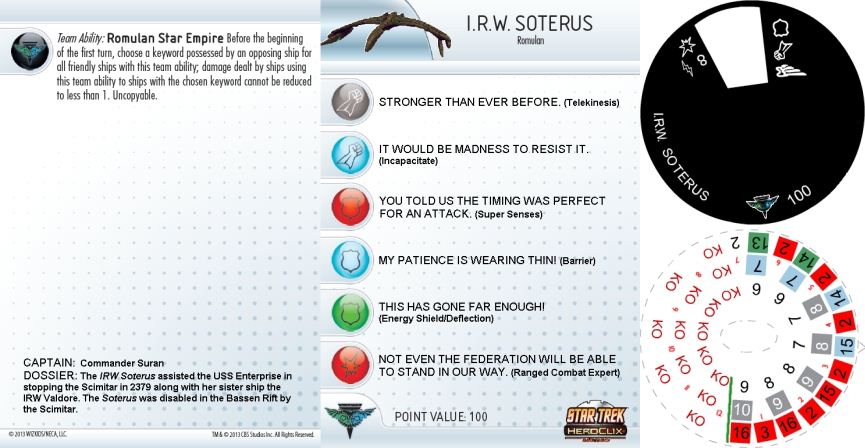 Team Ability: Romulan Star Empire Before the beginning
of the first turn, choose a keyword possessed by an opposing ship for
all friendly ships with this team ability; damage dealt by ships using
this team ability to ships with the chosen keyword cannot be reduced
to less than 1. Uncopyable.
CAPTAIN: Commander Suran
DOSSIER: The IRW Soterus assisted the USS Enterprise in
stopping the Scimitar in 2379 along with her sister ship the
IRW Valdore. The Soterus was disabled in the Bassen Rift by
the Scimitar.
© 2013 WIZKIDS/NECA, LLC.
TM & © 2013 CBS Studios Inc. All Rights Reserved.
I.R.W. SOTERUS
Romulan
STRONGER THAN EVER BEFORE. (Telekinesis)
IT WOULD BE MADNESS TO RESIST IT.
(Incapacitate)
YOU TOLD US THE TIMING WAS PERFECT
FOR AN ATTACK. (Super Senses)
MY PATIENCE IS WEARING THIN! (Barrier)
THIS HAS GONE FAR ENOUGH!
(Energy Shield/Deflection)
NOT EVEN THE FEDERATION WILL BE ABLE
TO STAND IN OUR WAY. (Ranged Combat Expert)
POINT VALUE: 100
STAR TREK
HEROCLIX
8
IRW. SOTERUS
100
2 13 2 14 2 14 2 15 2 15 2 16 3 16
7 7 6 6 6 7 7 8 8 8 9 8 9 8 9 10
KO KO KO KO KO KO KO KO KO KO KO KO KO KO KO KO KO KO